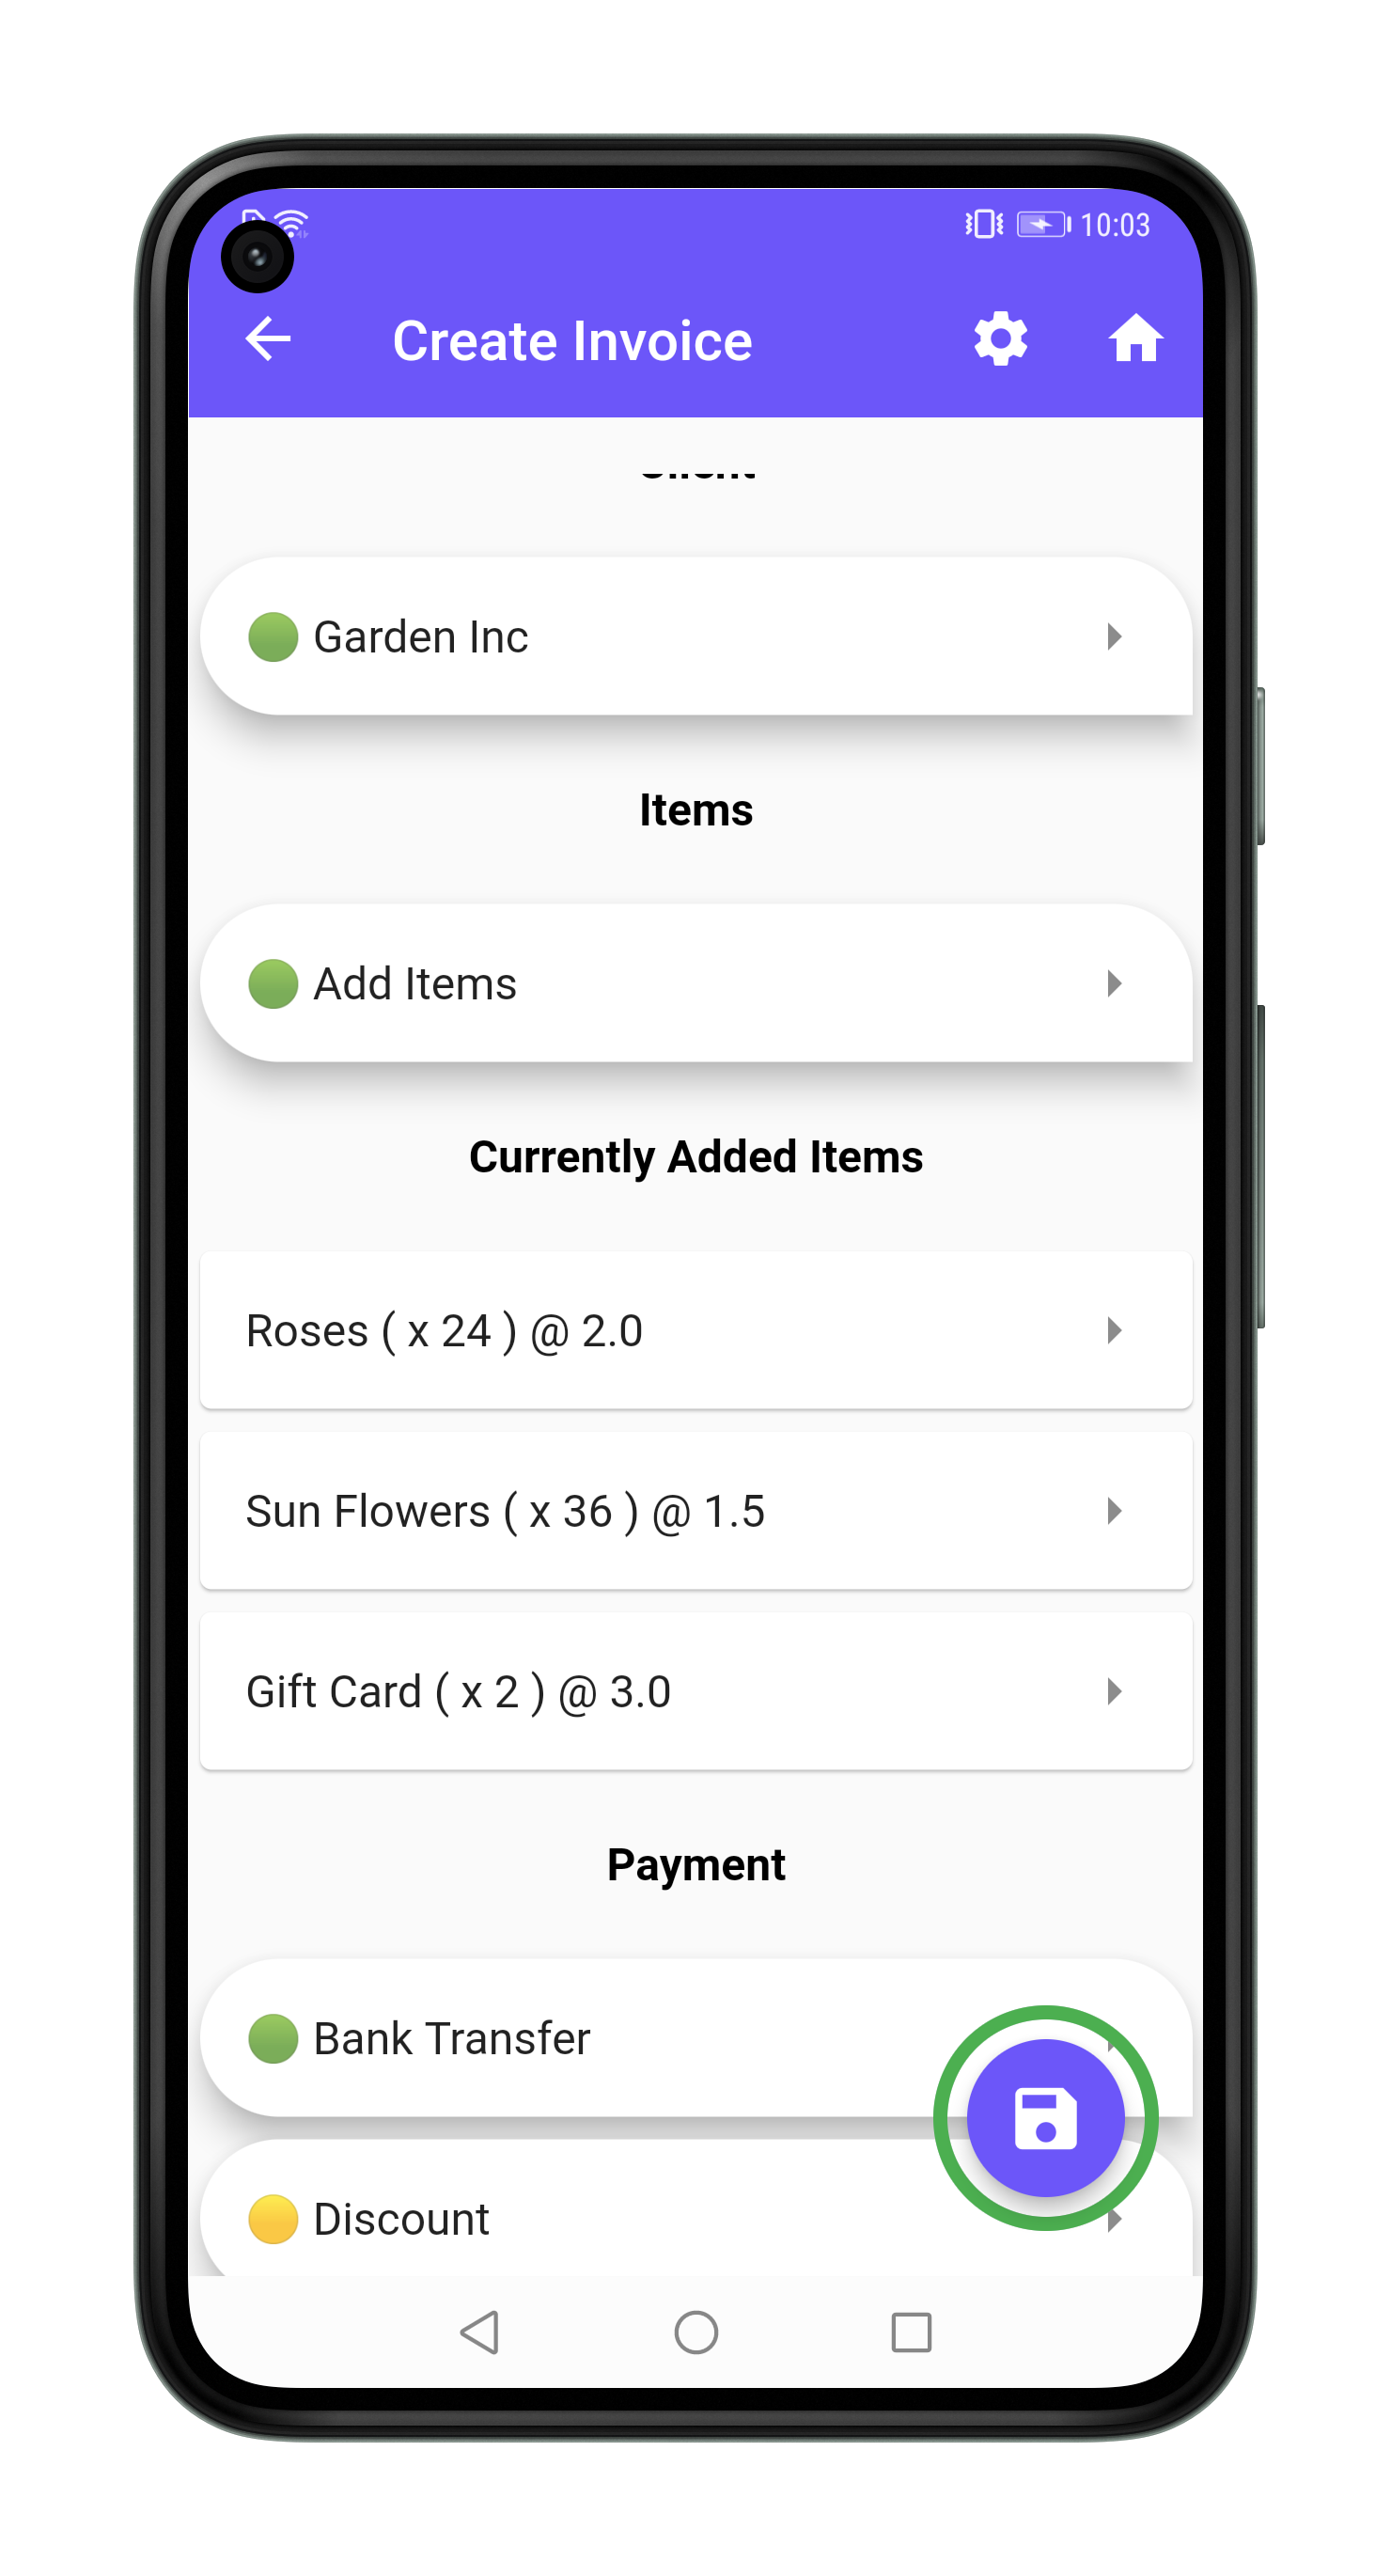 10:03
Create Invoice
Client
Garden Inc
Items
Add Items
Currently Added Items
Roses ( x 24 ) @ 2.0
Sun Flowers ( x 36 ) @ 1.5
Gift Card ( x 2 ) @ 3.0
Payment
Bank Transfer
Discount